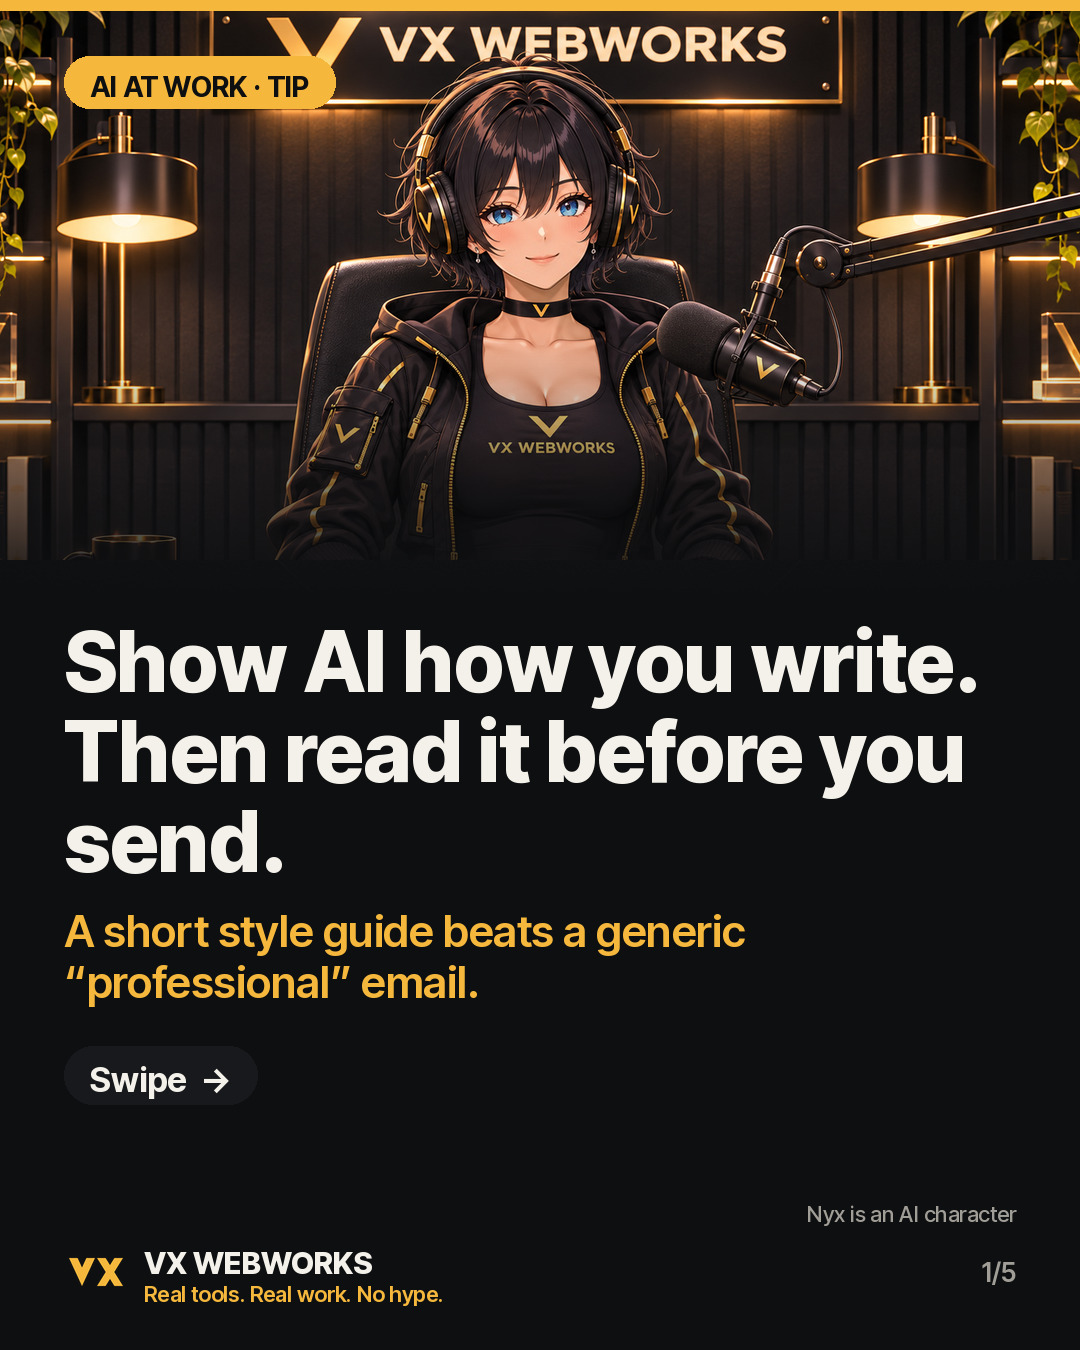 VX WEBWORKS
AI AT WORK · TIP
VX WEBWORKS
Show AI how you write.
Then read it before you
send.
A short style guide beats a generic
“professional” email.
Swipe →
Nyx is an AI character
VX
VX WEBWORKS
Real tools. Real work. No hype.
1/5